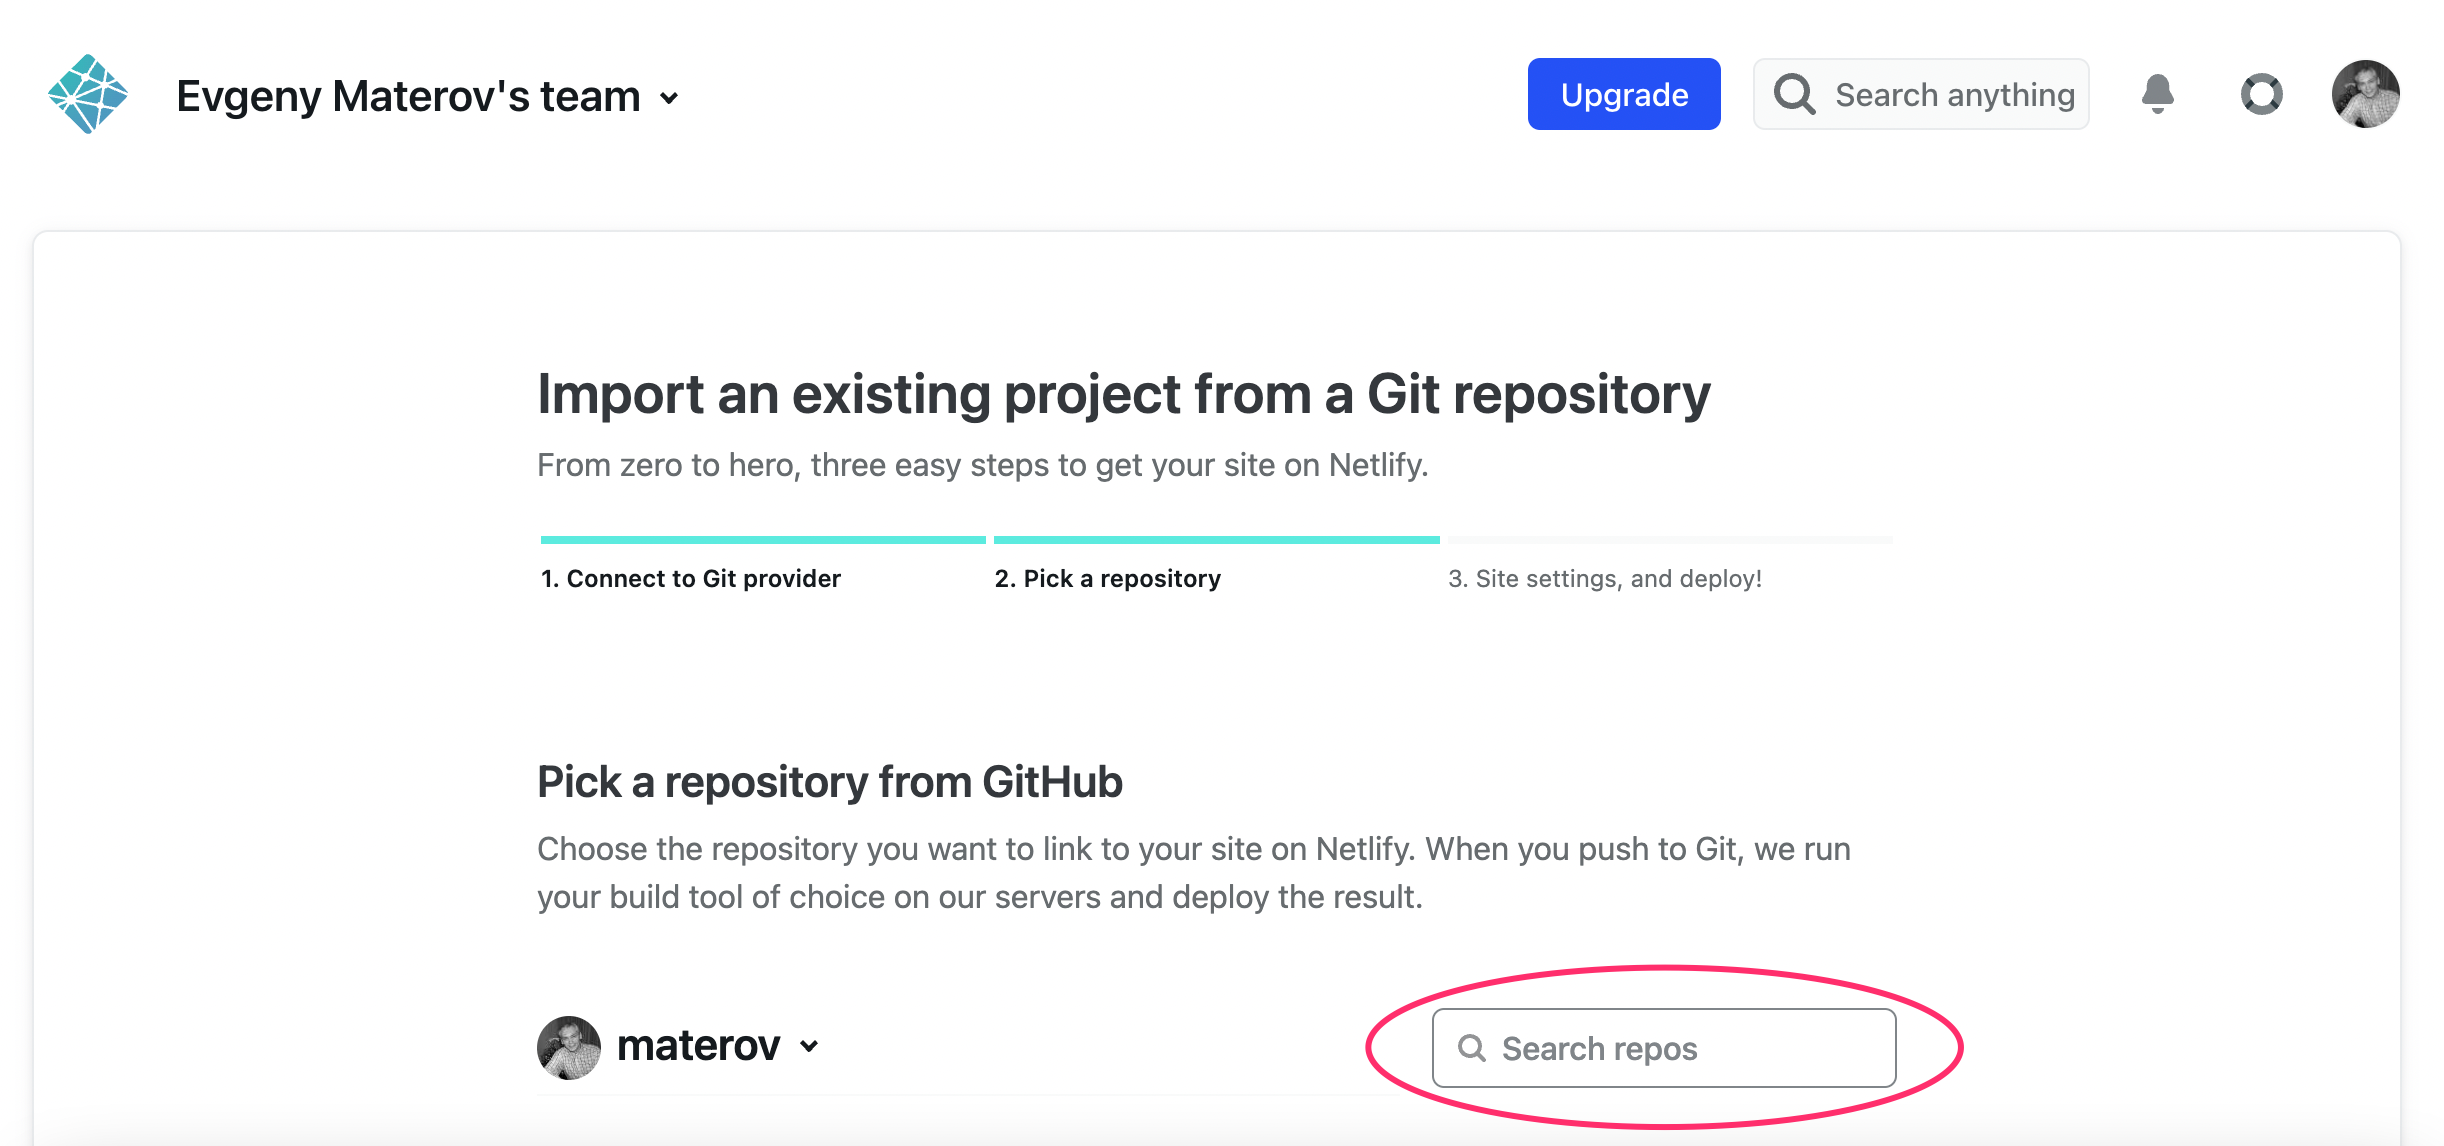 Evgeny Materov's team
Upgrade
Search anything
Import an existing project from a Git repository
From zero to hero, three easy steps to get your site on Netlify.
1. Connect to Git provider
2. Pick a repository
3. Site settings, and deploy!
Pick a repository from GitHub
Choose the repository you want to link to your site on Netlify. When you push to Git, we run
your build tool of choice on our servers and deploy the result.
materov
Search repos